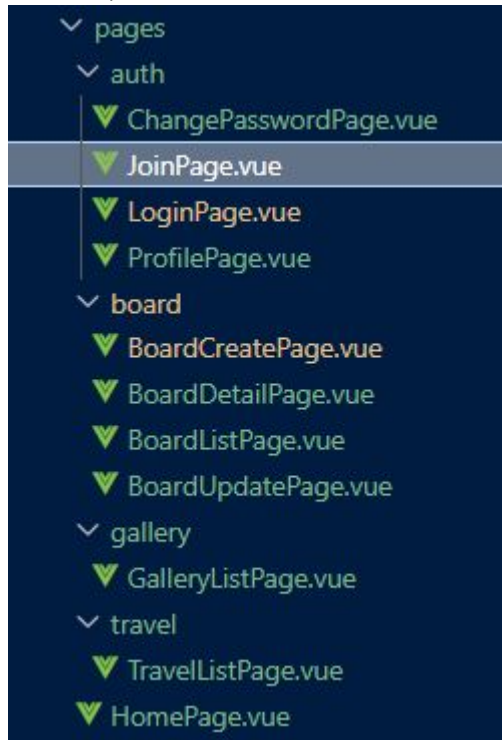 pages
auth
ChangePasswordPage.vue
JoinPage.vue
LoginPage.vue
ProfilePage.vue
board
BoardCreatePage.vue
BoardDetailPage.vue
BoardListPage.vue
BoardUpdatePage.vue
gallery
GalleryListPage.vue
travel
TravelListPage.vue
HomePage.vue